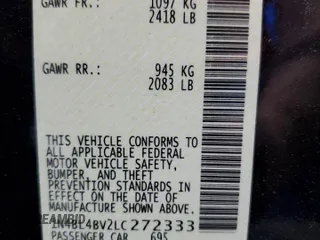 GAWR FR.: 1097 KG
2418 LB
GAWR RR.: 945 KG
2083 LB
THIS VEHICLE CONFORMS TO
ALL APPLICABLE FEDERAL
MOTOR VEHICLE SAFETY,
BUMPER, AND THEFT
PREVENTION STANDARDS IN
EFFECT ON THE DATE OF
MANUFACTURE SHOWN ABOVE.
1N4BL4BV2LC272333
PASSENGER CAR 695